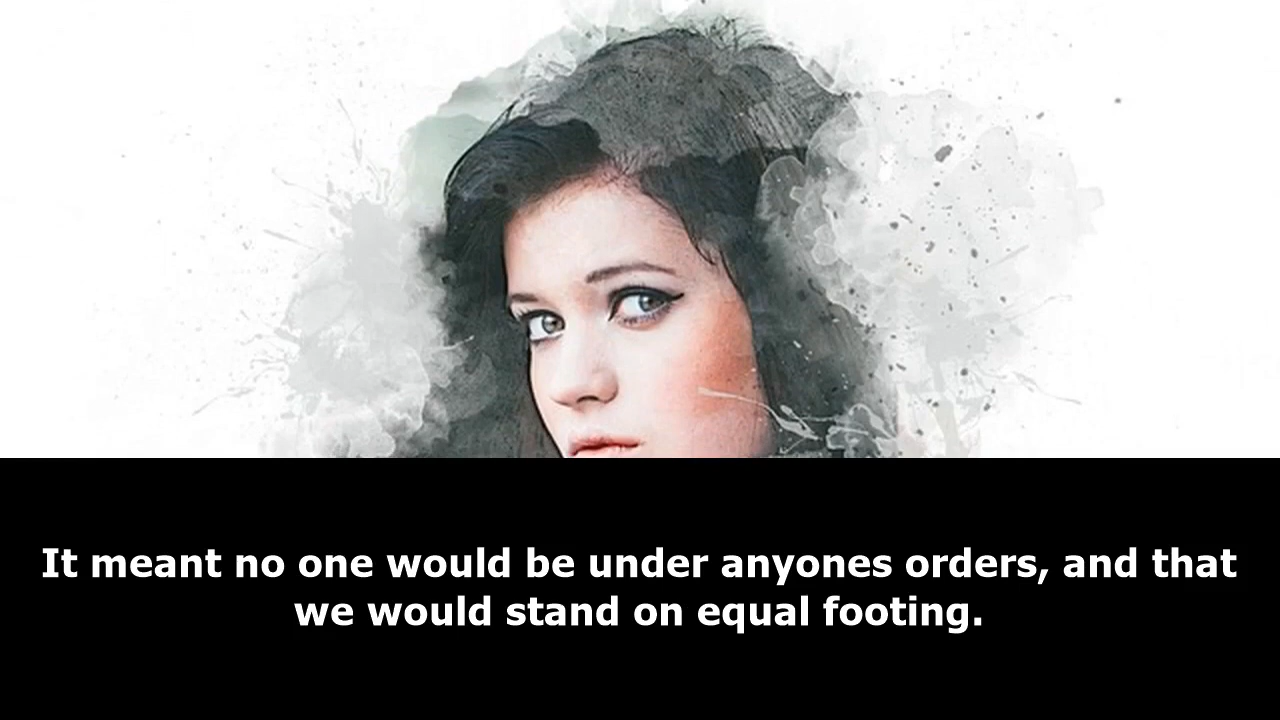 It meant no one would be under anyones orders, and that
we would stand on equal footing.